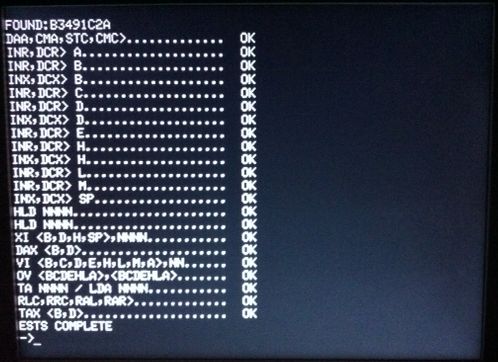 FOUND:B3491C2A
DAA,CMA,STC,CMC>.............. OK
INR,DCR> A.................... OK
INR,DCR> B.................... OK
INX,DCX> B.................... OK
INR,DCR> C.................... OK
INR,DCR> D.................... OK
INX,DCX> D.................... OK
INR,DCR> E.................... OK
INR,DCR> H.................... OK
INX,DCX> H.................... OK
INR,DCR> L.................... OK
INR,DCR> M.................... OK
INX,DCX> SP................... OK
HLD NNNN...................... OK
HLD NNNN...................... OK
XI <B,D,H,SP>,NNNN............ OK
DAX <B,D>..................... OK
VI <B,C,D,E,H,L,M,A>,NN....... OK
OV <BCDEHLA>,<BCDEHLA>........ OK
TA NNNN / LDA NNNN............ OK
RLC,RRC,RAL,RAR>.............. OK
TAX <B,D>..................... OK
ESTS COMPLETE
->_